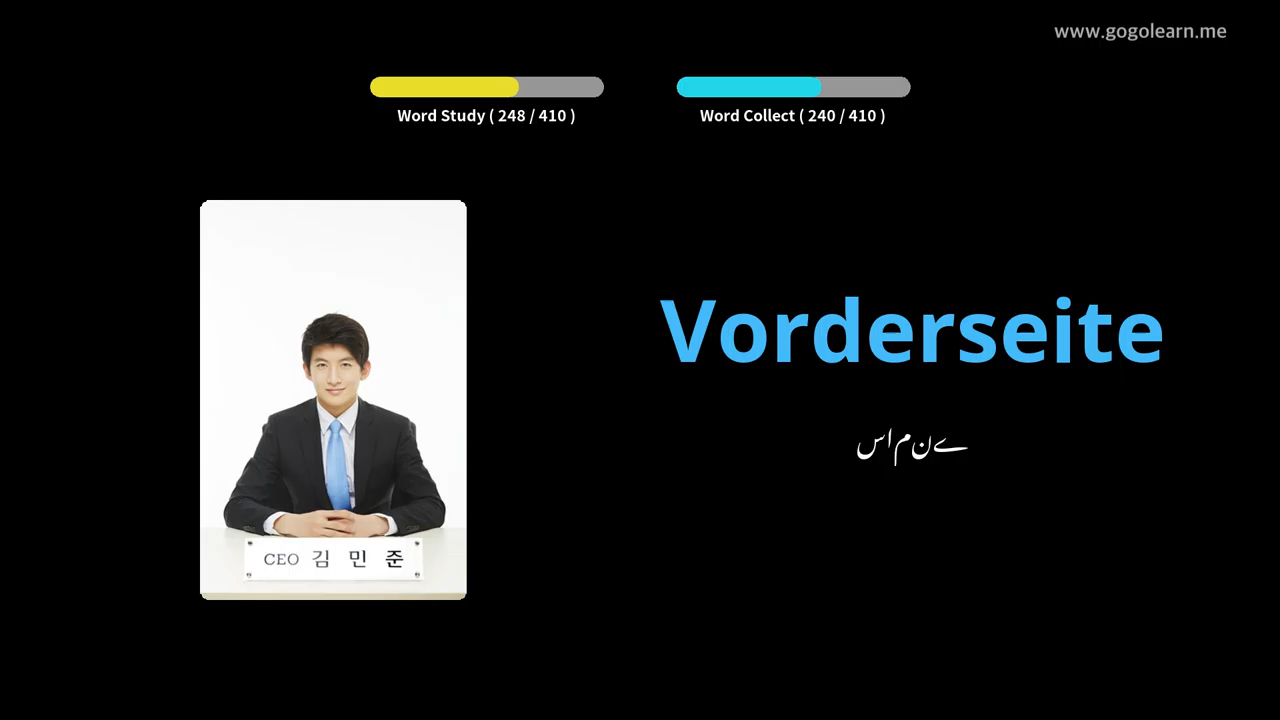 www.gogolearn.me
Word Study ( 248 / 410 )
Word Collect ( 240 / 410 )
Vorderseite
سامنے
CEO 김 민 준